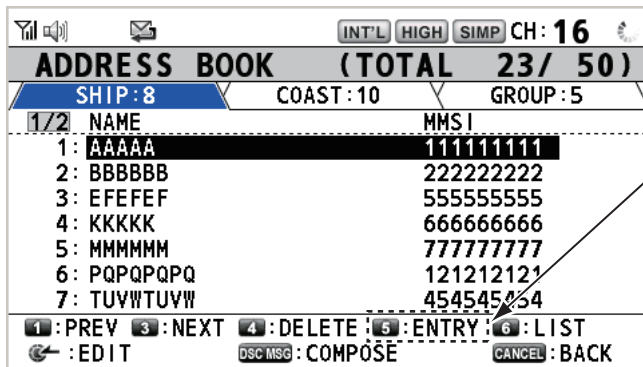 INT'L HIGH SIMP CH: 16
ADDRESS BOOK (TOTAL 23/ 50)
SHIP:8 COAST:10 GROUP:5
1/2 NAME MMSI
1: AAAAA 111111111
2: BBBBBB 222222222
3: EFEFEF 555555555
4: KKKKK 666666666
5: MMMMMM 777777777
6: PQPQPQPQ 121212121
7: TUVWTUVW 454545454
1 :PREV 3 :NEXT 4 :DELETE 5 :ENTRY 6 :LIST
:EDIT DSC MSG :COMPOSE CANCEL :BACK